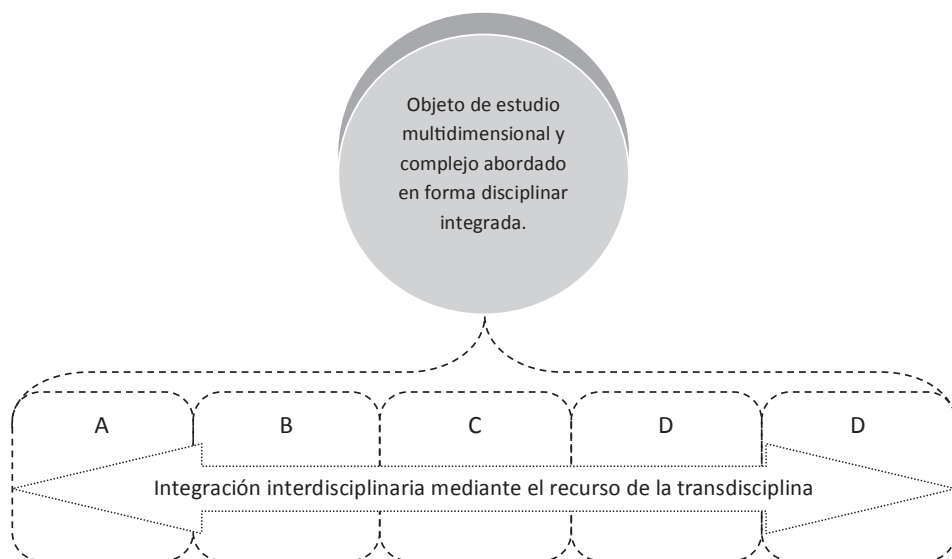 Objeto de estudio
multidimensional y
complejo abordado
en forma disciplinar
integrada.
A B C D D
Integración interdisciplinaria mediante el recurso de la transdisciplina